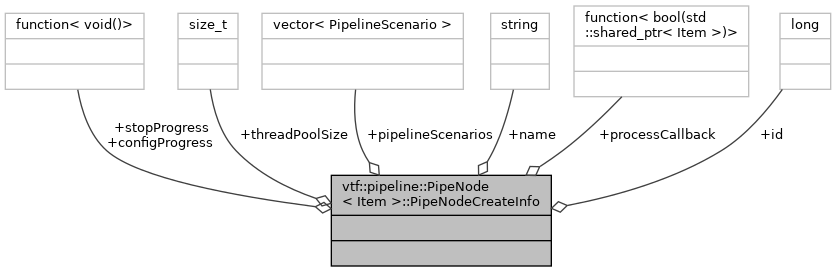 function< void()>
size_t
vector< PipelineScenario >
string
function< bool(std
::shared_ptr< Item >)>
long
+stopProgress
+configProgress
+threadPoolSize
+pipelineScenarios
+name
+processCallback
+id
vtf::pipeline::PipeNode
< Item >::PipeNodeCreateInfo